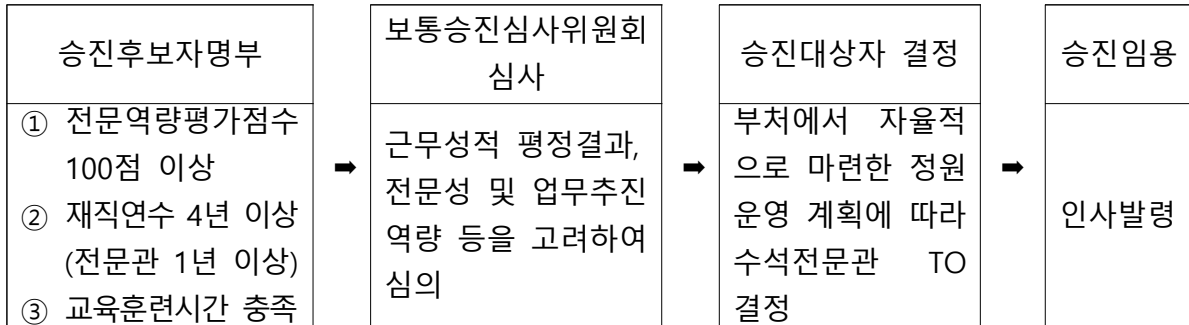 승진후보자명부
① 전문역량평가점수
100점 이상
② 재직연수 4년 이상
(전문관 1년 이상)
③ 교육훈련시간 충족
➡
보통승진심사위원회
심사
근무성적 평정결과,
전문성 및 업무추진
역량 등을 고려하여
심의
➡
승진대상자 결정
부처에서 자율적
으로 마련한 정원
운영 계획에 따라
수석전문관 TO
결정
➡
승진임용
인사발령